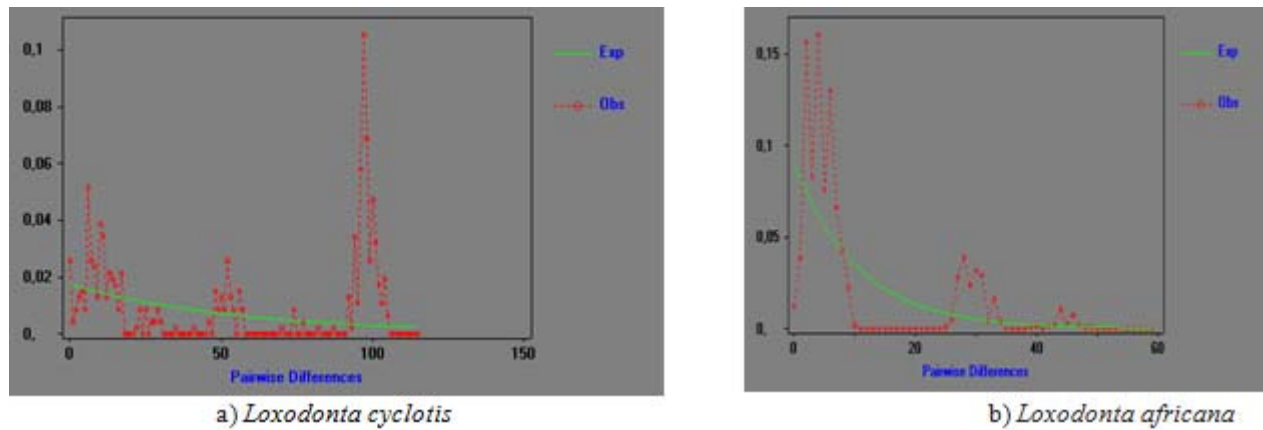 0,1
0,08
0,06
0,04
0,02
0,
0
50
100
150
Pairwise Differences
Exp
Obs
a) Loxodonta cyclotis
0,15
0,1
0,05
0,
0
20
40
60
Pairwise Differences
Exp
Obs
b) Loxodonta africana